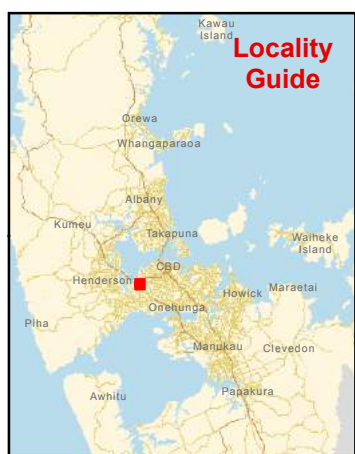 Kawau
Island
Locality
Guide
Orewa
Whangaparaoa
Albany
Kumeu
Takapuna
Waiheke
Island
CBD
Henderson
Howick
Maraetai
Onehunga
Piha
Manukau
Clevedon
Papakura
Awhitu